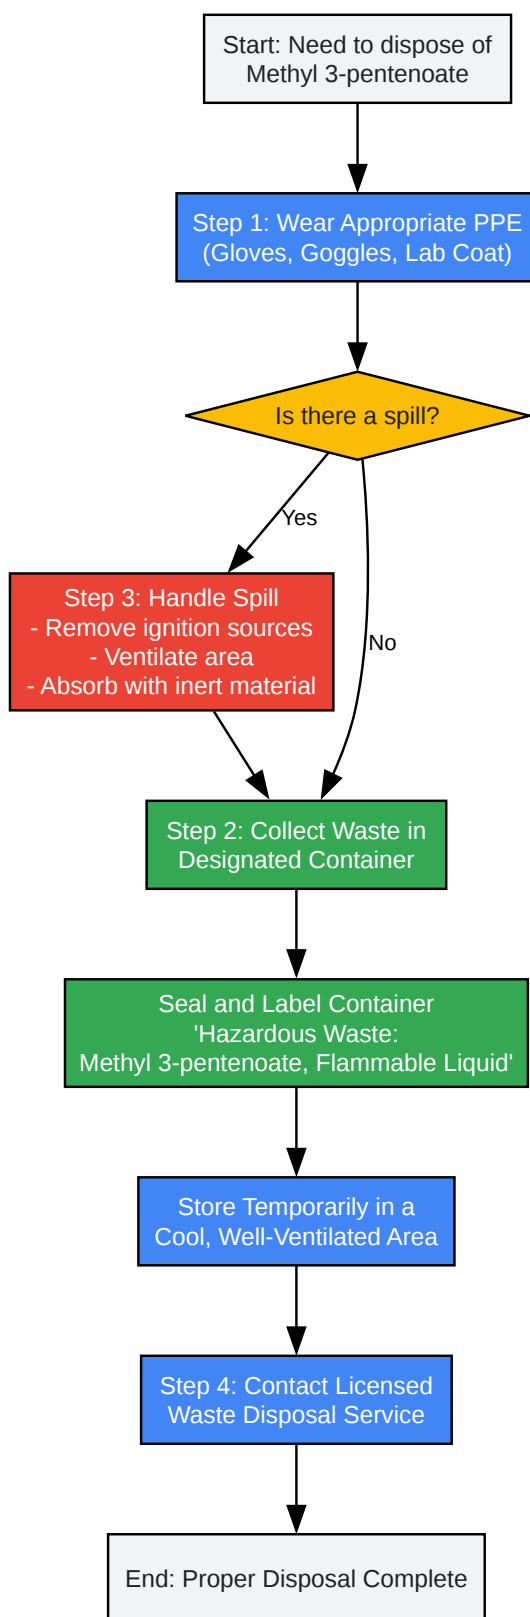 Start: Need to dispose of
Methyl 3-pentenoate
Step 1: Wear Appropriate PPE
(Gloves, Goggles, Lab Coat)
Is there a spill?
Yes
Step 3: Handle Spill
- Remove ignition sources
- Ventilate area
- Absorb with inert material
No
Step 2: Collect Waste in
Designated Container
Seal and Label Container
'Hazardous Waste:
Methyl 3-pentenoate, Flammable Liquid'
Store Temporarily in a
Cool, Well-Ventilated Area
Step 4: Contact Licensed
Waste Disposal Service
End: Proper Disposal Complete